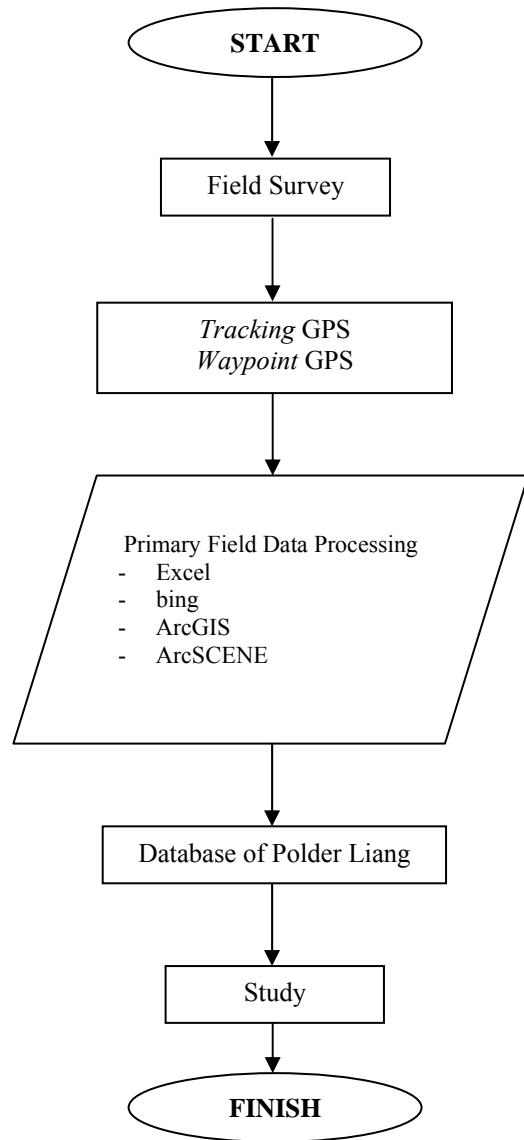 START
Field Survey
Tracking GPS
Waypoint GPS
Primary Field Data Processing
- Excel
- bing
- ArcGIS
- ArcSCENE
Database of Polder Liang
Study
FINISH